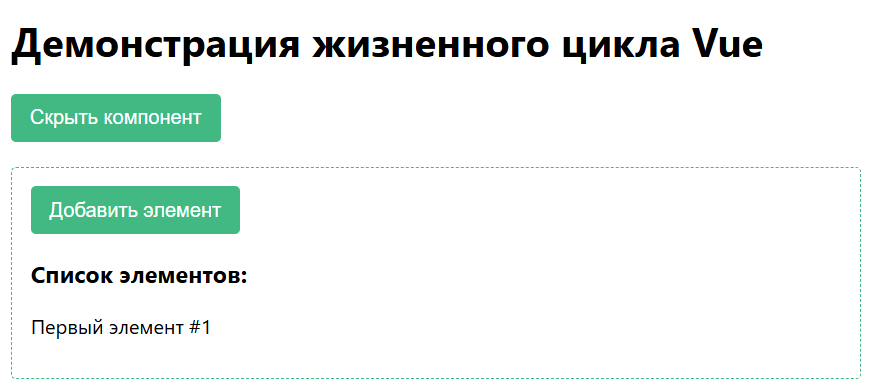 Демонстрация жизненного цикла Vue
Скрыть компонент
Добавить элемент
Список элементов:
Первый элемент #1